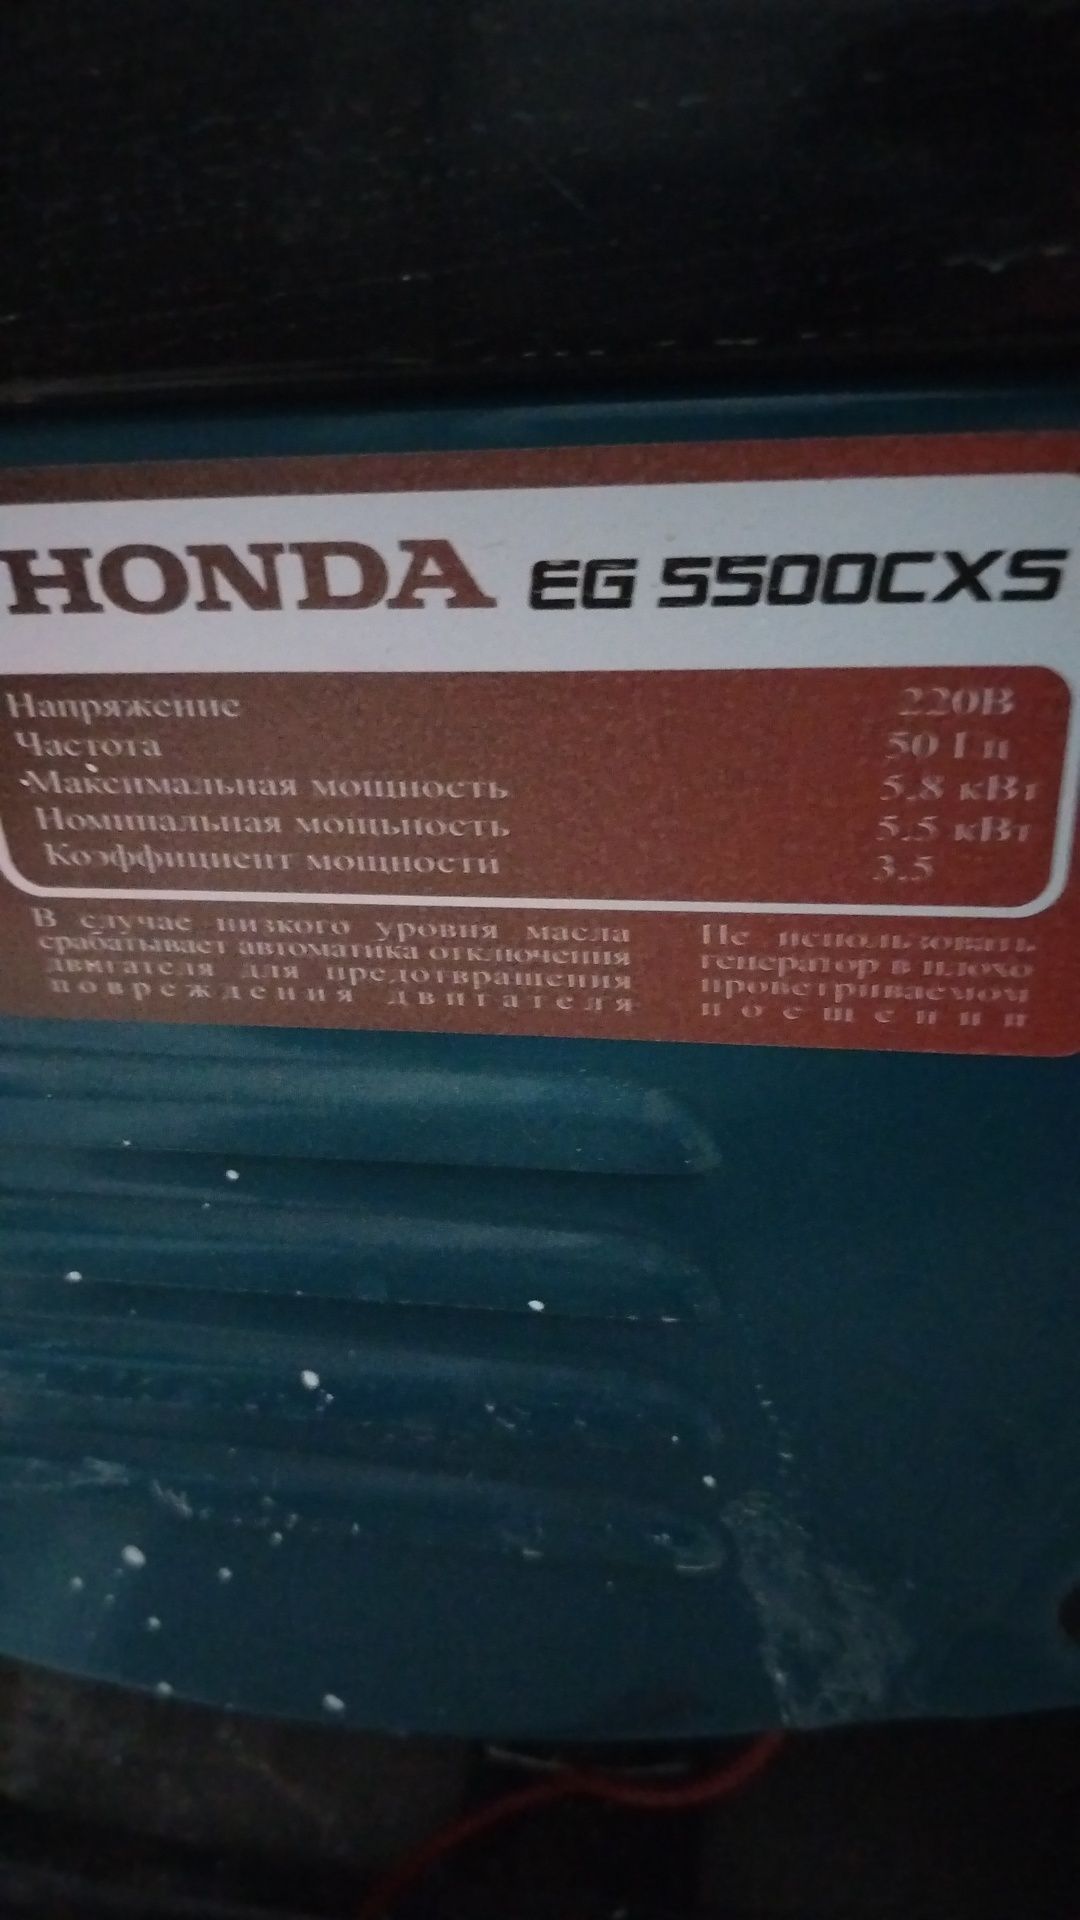 HONDA EG 5500CXS
Напряжение 220В
Частота 50 Гц
Максимальная мощность 5.8 кВт
Номинальная мощьность 5.5 кВт
Коэффициент мощности 3.5
В случае низкого уровня масла
срабатывает автоматика отключения
двигателя для предотвращения
повреждения двигателя
Не использовать
генератор в плохо
проветриваемом